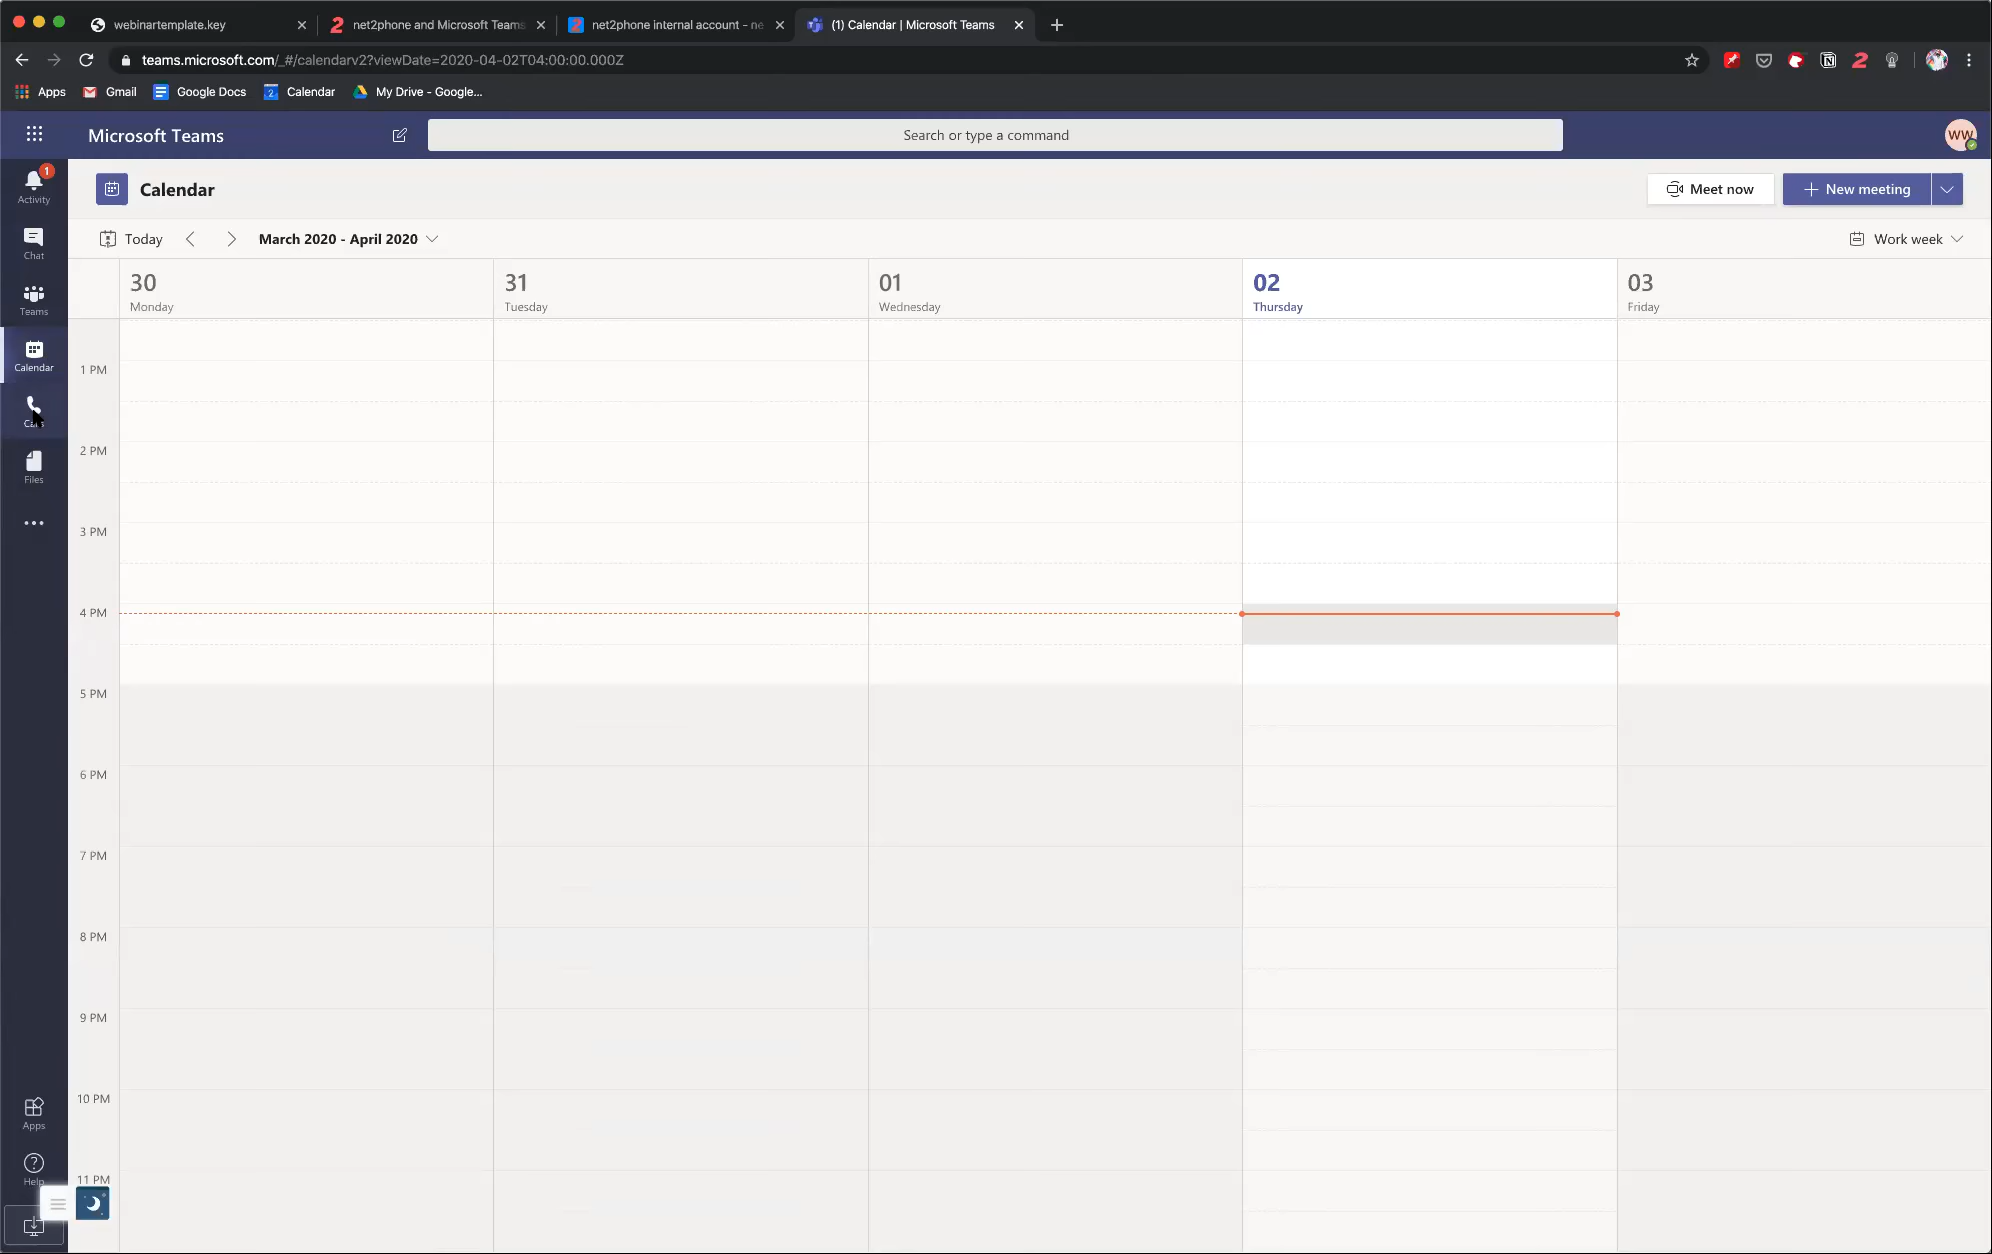 webinartemplate.key
net2phone and Microsoft Teams
net2phone internal account - ne
(1) Calendar | Microsoft Teams
teams.microsoft.com/_#/calendarv2?viewDate=2020-04-02T04:00:00.000Z
Apps
Gmail
Google Docs
2
Calendar
My Drive - Google...
Microsoft Teams
Search or type a command
WW
1
Activity
Chat
Teams
Calendar
Files
Apps
Help
Calendar
Meet now
New meeting
Today
March 2020 - April 2020
Work week
30
Monday
31
Tuesday
01
Wednesday
02
Thursday
03
Friday
1 PM
2 PM
3 PM
4 PM
5 PM
6 PM
7 PM
8 PM
9 PM
10 PM
11 PM